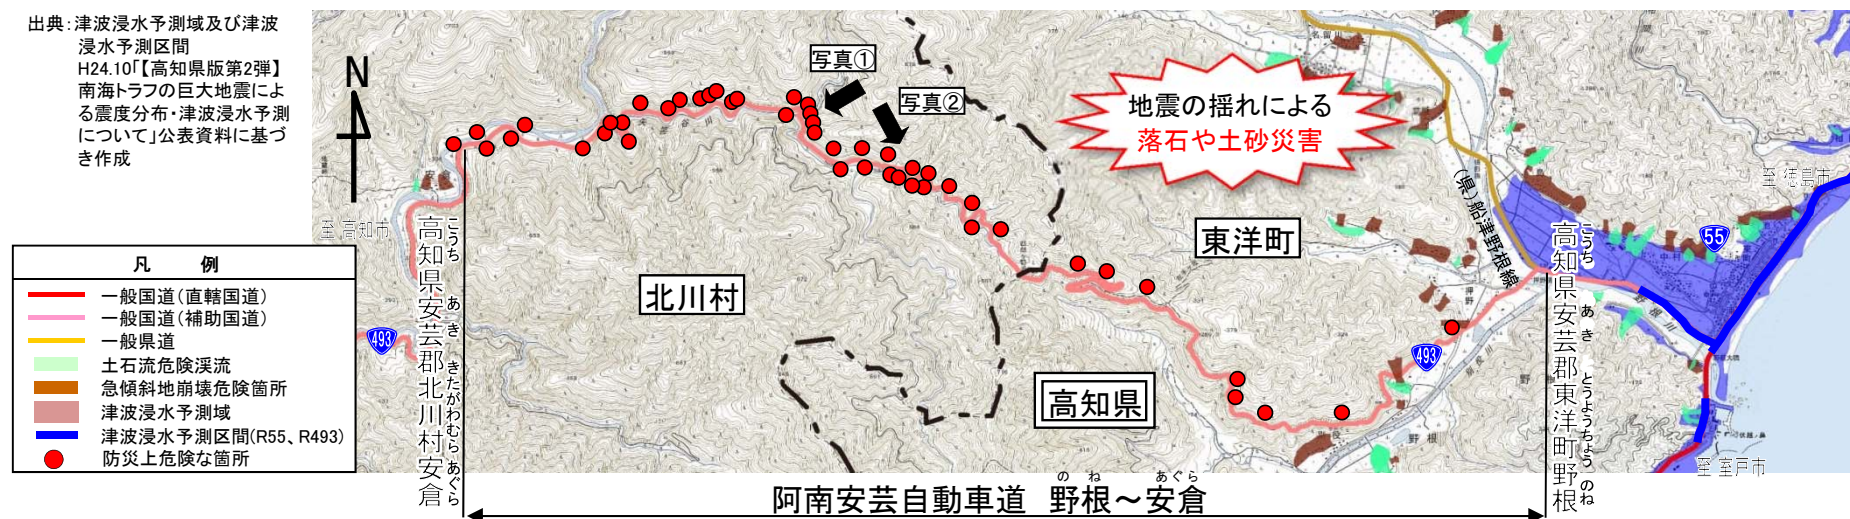 出典:津波浸水予測域及び津波
浸水予測区間
H24.10「【高知県版第2弾】
南海トラフの巨大地震によ
る震度分布・津波浸水予測
について」公表資料に基づ
き作成
N
写真①
写真②
地震の揺れによる
落石や土砂災害
至 徳島市
55
東洋町
(県)船津野根線
北川村
高知県
493
至 高知市
安倉
493
野根
至 室戸市
凡 例
一般国道(直轄国道)
一般国道(補助国道)
一般県道
土石流危険渓流
急傾斜地崩壊危険箇所
津波浸水予測域
津波浸水予測区間(R55、R493)
防災上危険な箇所
こうち あき きたがわむら あぐら
高知県安芸郡北川村安倉
こうち あき とうようちょう のね
高知県安芸郡東洋町野根
のね あぐら
阿南安芸自動車道 野根～安倉